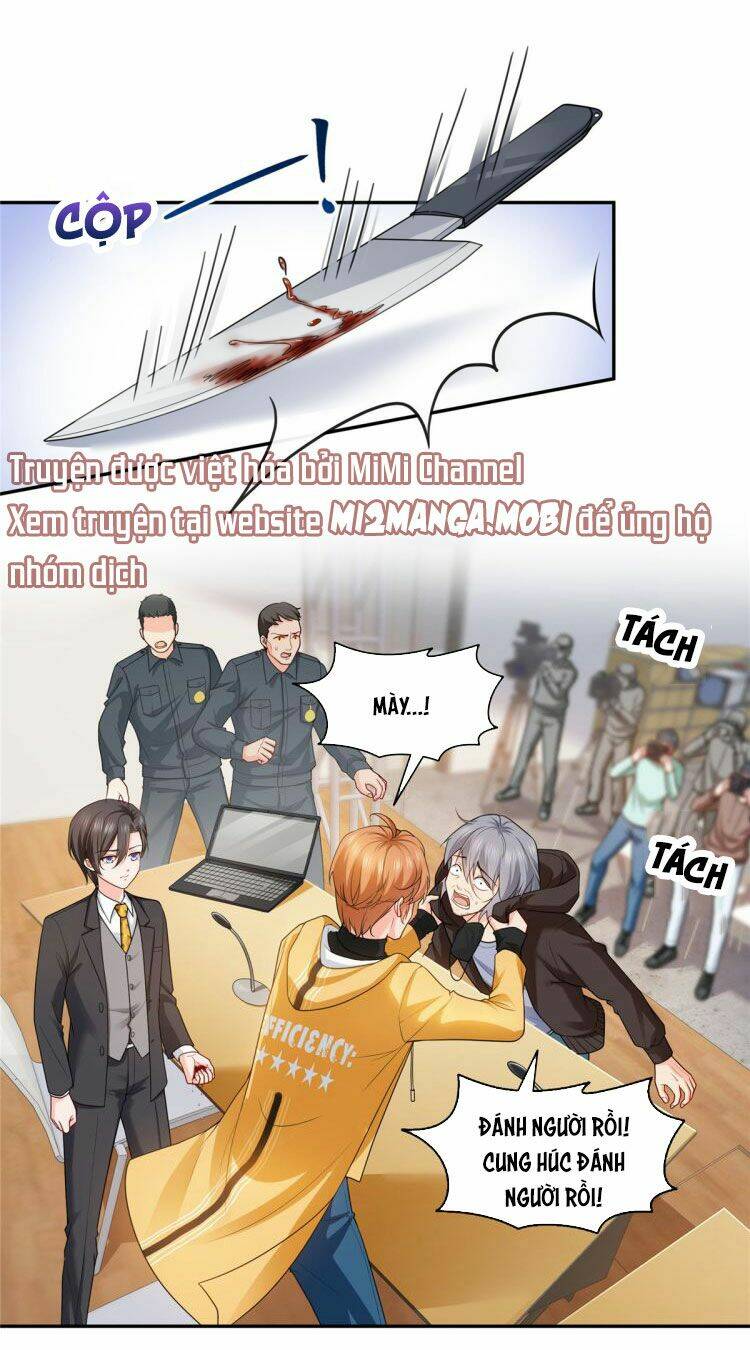 CỘP
!
Truyện được việt hóa bởi MiMi Channel
Xem truyện tại website MI2MANGA.MOBI để ủng hộ
nhóm dịch
TÁCH
MÀY...!
TÁCH
EFFICIENCY:
★★★★★
ĐÁNH NGƯỜI RỒI!
CUNG HÚC ĐÁNH
NGƯỜI RỒI!